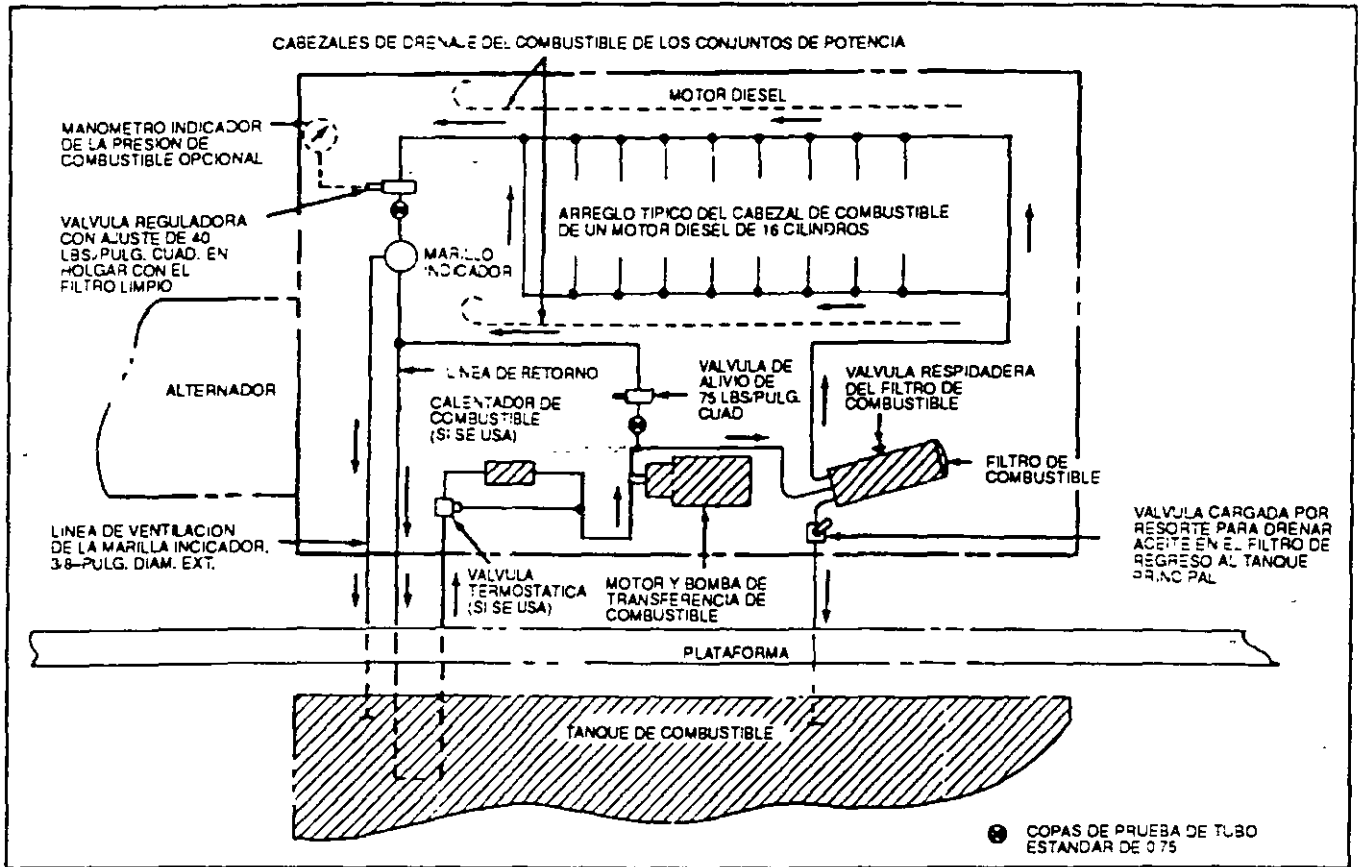 CABEZALES DE DRENAJE DEL COMBUSTIBLE DE LOS CONJUNTOS DE POTENCIA
MOTOR DIESEL
MANOMETRO INDICADOR
DE LA PRESION DE
COMBUSTIBLE OPCIONAL
VALVULA REGULADORA
CON AJUSTE DE 40
LBS/PULG. CUAD. EN
HOLGAR CON EL
FILTRO LIMPIO
ARREGLO TIPICO DEL CABEZAL DE COMBUSTIBLE
DE UN MOTOR DIESEL DE 16 CILINDROS
MARILLO
INDICADOR
ALTERNADOR
LINEA DE RETORNO
CALENTADOR DE
COMBUSTIBLE
(SI SE USA)
VALVULA DE
ALIVIO DE
75 LBS/PULG.
CUAD
VALVULA RESPIDADERA
DEL FILTRO DE
COMBUSTIBLE
FILTRO DE
COMBUSTIBLE
LINEA DE VENTILACION
DE LA MARILLA INCICADOR,
3/8-PULG. DIAM. EXT.
VALVULA
TERMOSTATICA
(SI SE USA)
MOTOR Y BOMBA DE
TRANSFERENCIA DE
COMBUSTIBLE
VALVULA CARGADA POR
RESORTE PARA DRENAR
ACEITE EN EL FILTRO DE
REGRESO AL TANQUE
PRINCIPAL
PLATAFORMA
TANQUE DE COMBUSTIBLE
COPAS DE PRUEBA DE TUBO
ESTANDAR DE 0.75